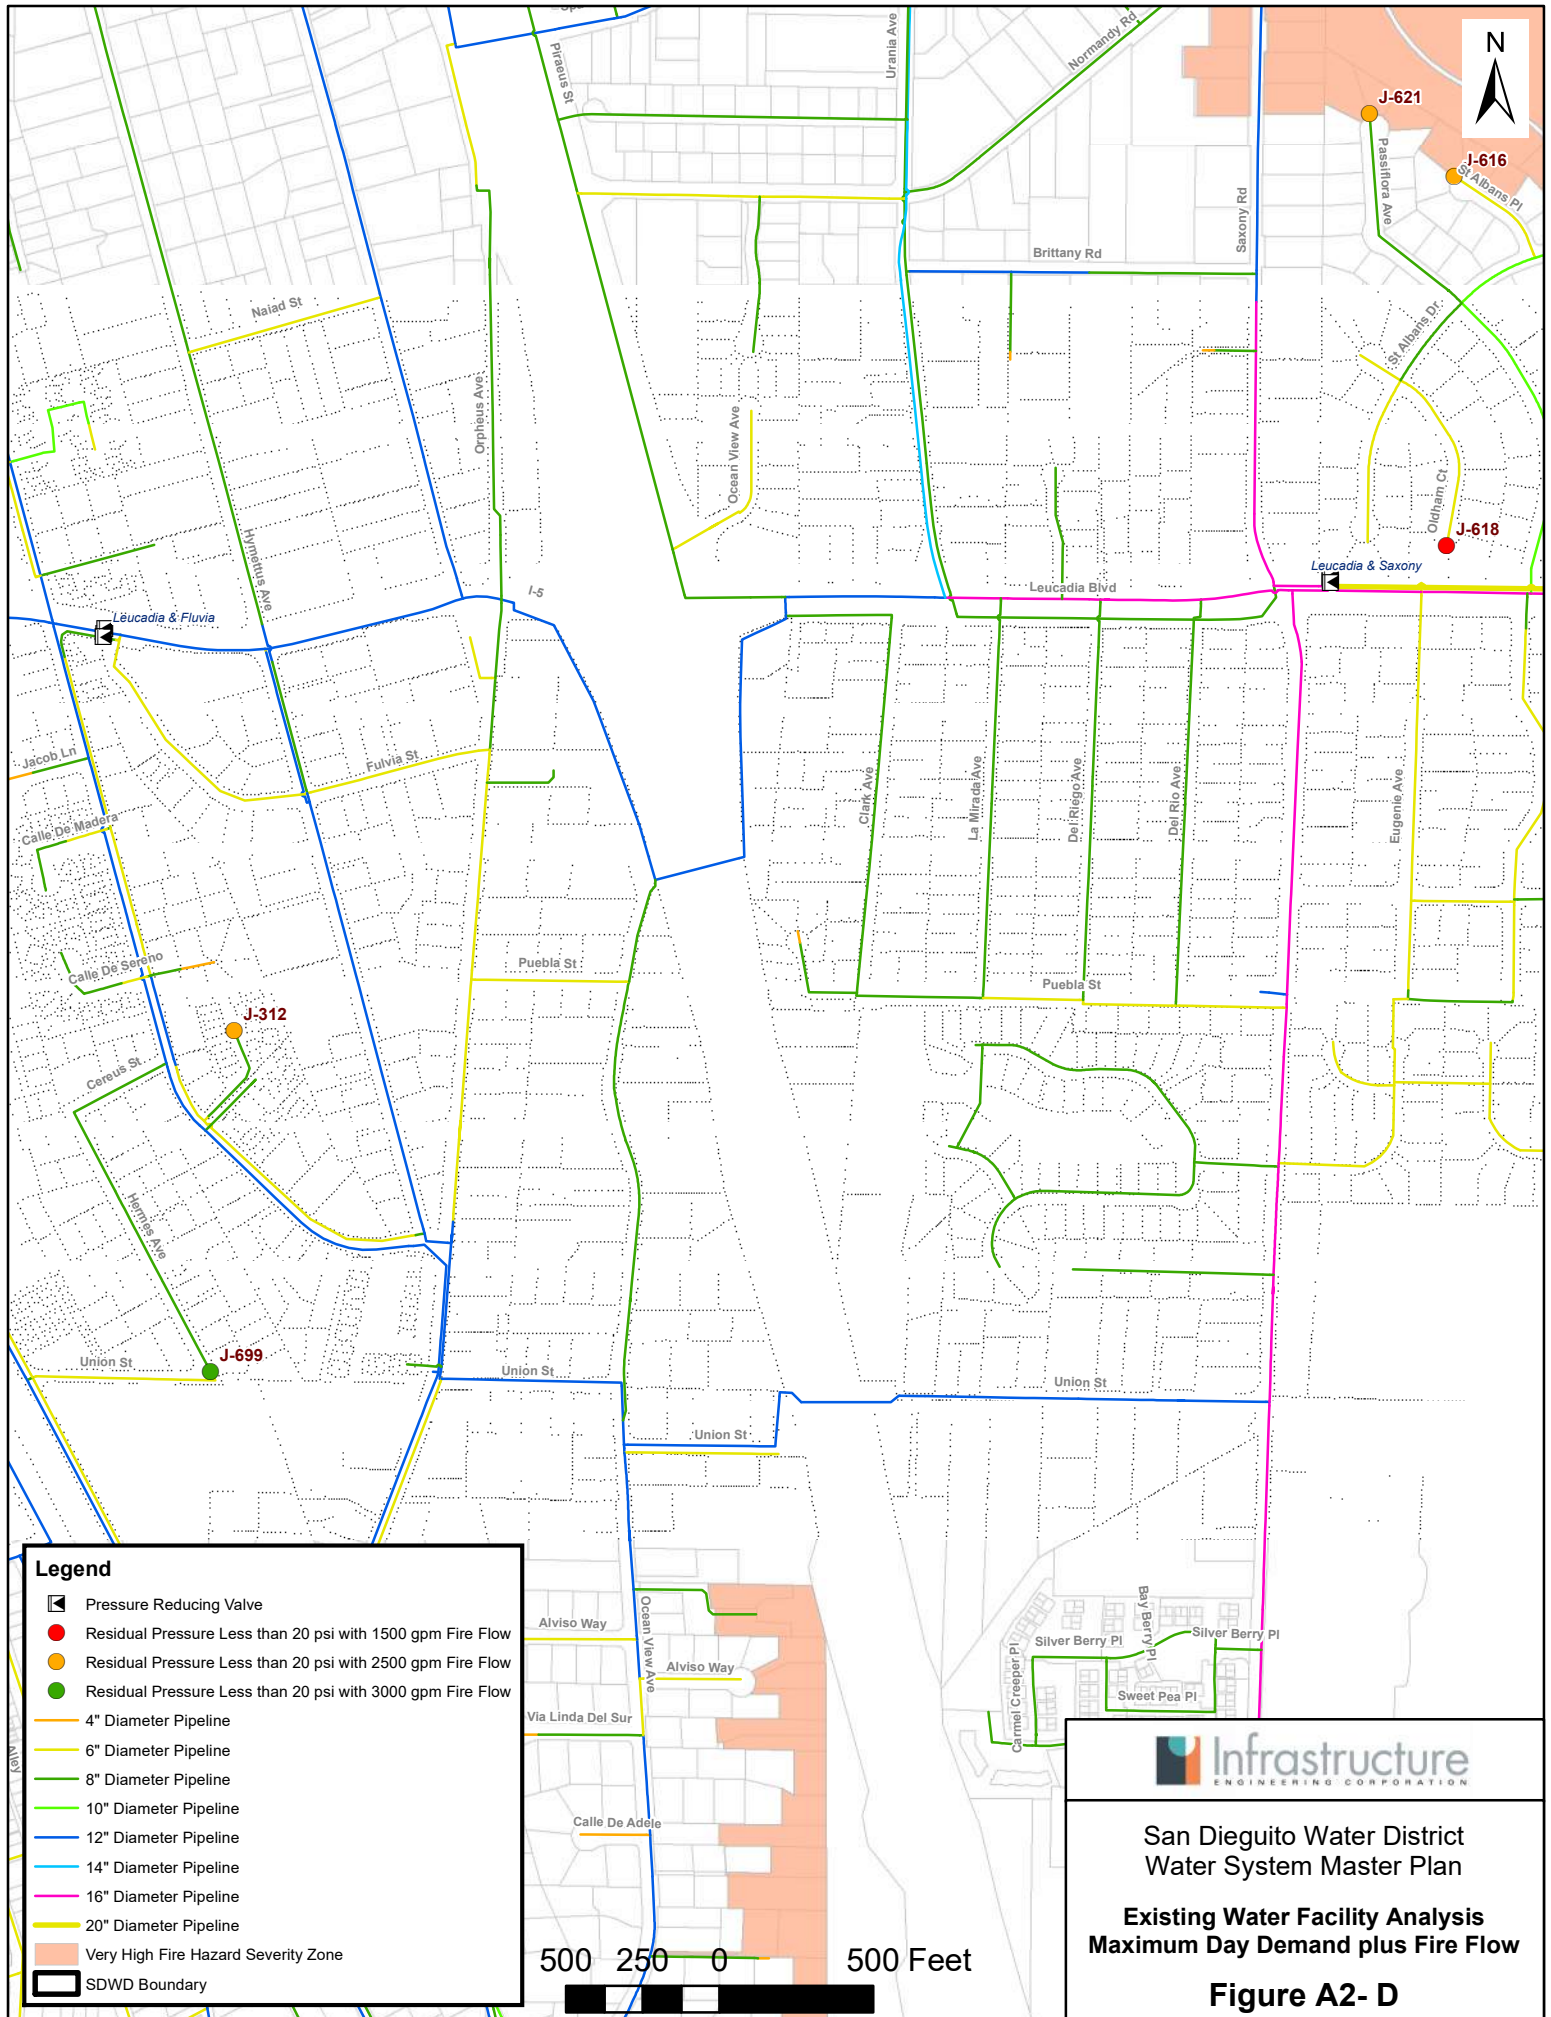 Piraeus St
Urania Ave
Normandy Rd
N
J-621
J-616
St Albans Pl
Passiflora Ave
Saxony Rd
Brittany Rd
Naiad St
St Albans Dr
Orpheus Ave
Ocean View Ave
Oldham Ct
J-618
Hymettus Ave
Leucadia & Saxony
I-5
Leucadia Blvd
Leucadia & Fluvia
Jacob Ln
Fulvia St
Clark Ave
La Mirada Ave
Del Riego Ave
Del Rio Ave
Eugenie Ave
Calle De Madera
Calle De Sereno
Puebla St
Puebla St
J-312
Cereus St
Hermes Ave
J-699
Union St
Union St
Union St
Union St
Legend
Pressure Reducing Valve
Residual Pressure Less than 20 psi with 1500 gpm Fire Flow
Residual Pressure Less than 20 psi with 2500 gpm Fire Flow
Residual Pressure Less than 20 psi with 3000 gpm Fire Flow
4" Diameter Pipeline
6" Diameter Pipeline
8" Diameter Pipeline
10" Diameter Pipeline
12" Diameter Pipeline
14" Diameter Pipeline
16" Diameter Pipeline
20" Diameter Pipeline
Very High Fire Hazard Severity Zone
SDWD Boundary
Alley
Alviso Way
Ocean View Ave
Alviso Way
Via Linda Del Sur
Calle De Adele
Bay Berry Pl
Silver Berry Pl
Silver Berry Pl
Carmel Creeper Pl
Sweet Pea Pl
500 250 0 500 Feet
Infrastructure
ENGINEERING CORPORATION
San Dieguito Water District
Water System Master Plan
Existing Water Facility Analysis
Maximum Day Demand plus Fire Flow
Figure A2- D